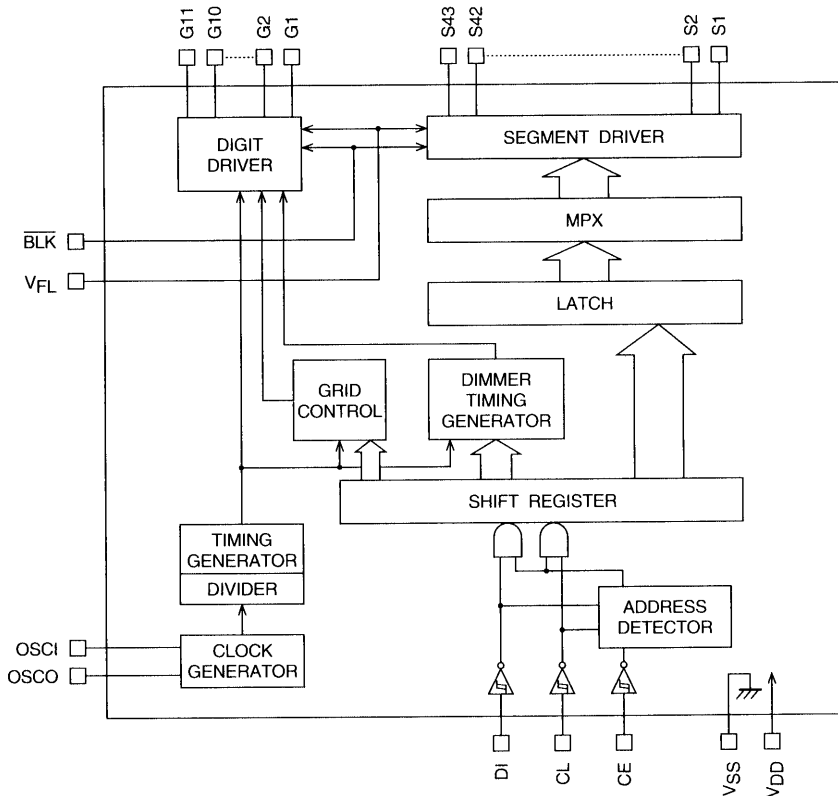 G11
G10
G2
G1
S43
S42
S2
S1
DIGIT
DRIVER
SEGMENT DRIVER
MPX
BLK
VFL
LATCH
GRID
CONTROL
DIMMER
TIMING
GENERATOR
SHIFT REGISTER
TIMING
GENERATOR
DIVIDER
ADDRESS
DETECTOR
OSCI
OSCO
CLOCK
GENERATOR
DI
CL
CE
VSS
VDD